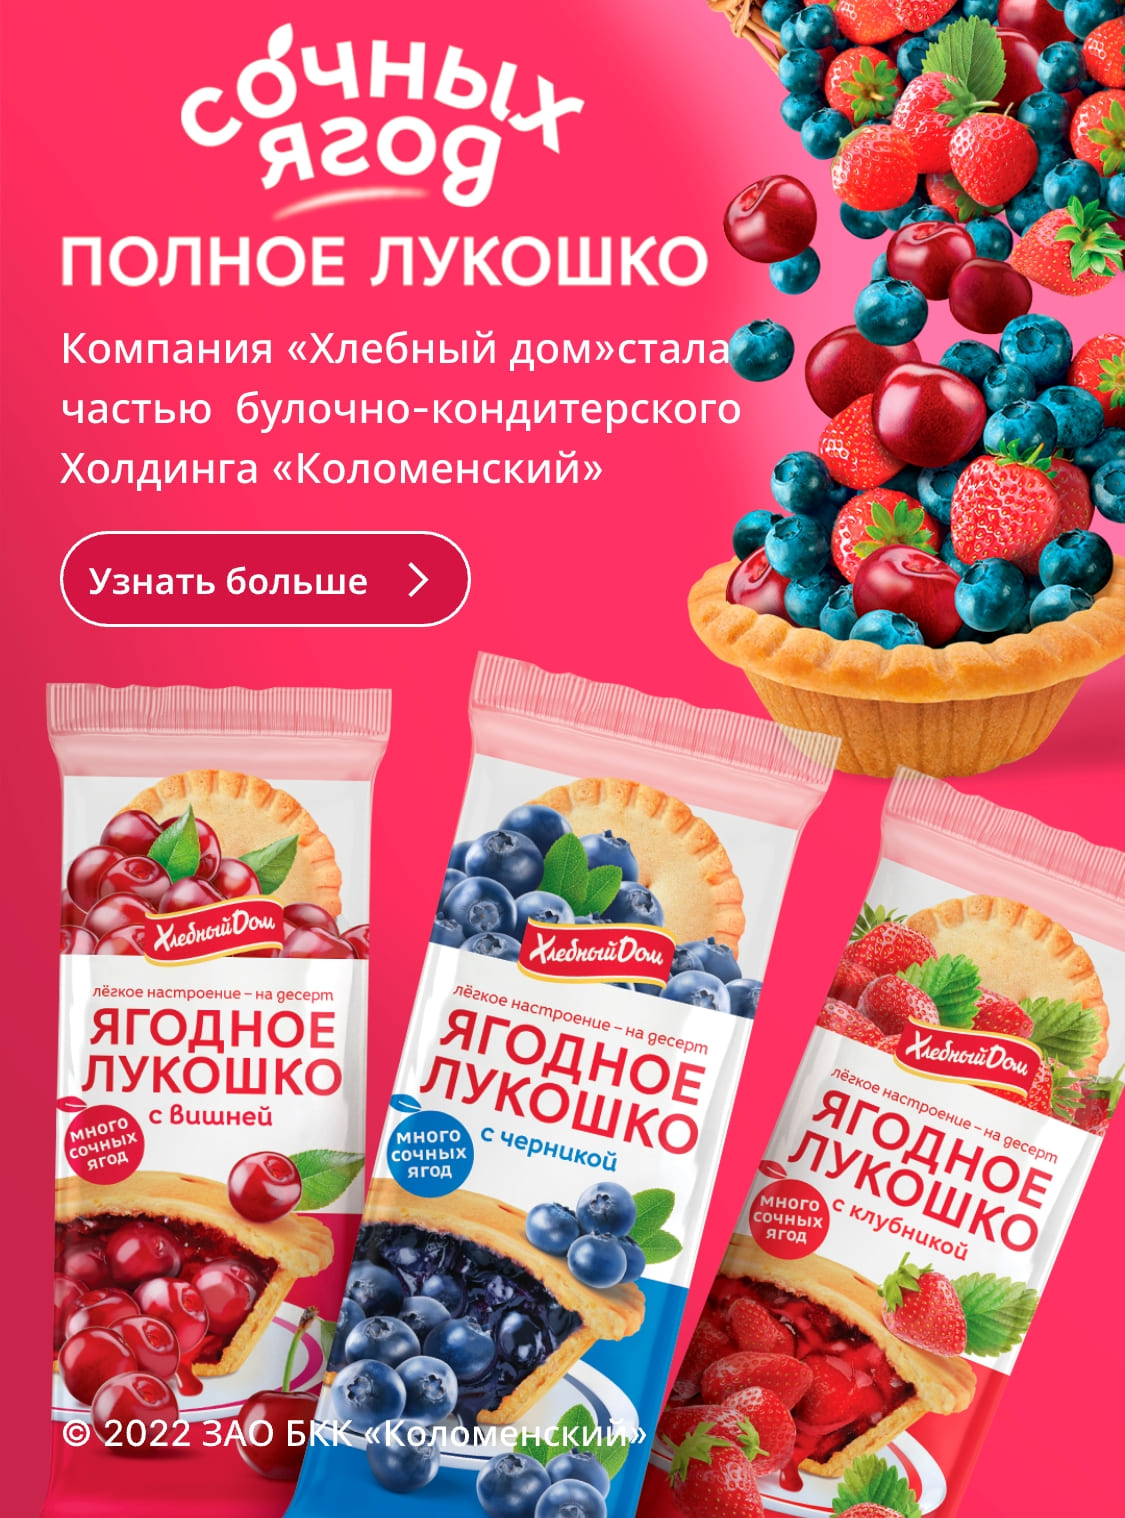 сочных
ягод
ПОЛНОЕ ЛУКОШКО
Компания «Хлебный дом»стала
частью булочно-кондитерского
Холдинга «Коломенский»
Узнать больше
Хлебный Дом
лёгкое настроение – на десерт
ЯГОДНОЕ
ЛУКОШКО
с вишней
много
сочных
ягод
Хлебный Дом
лёгкое настроение – на десерт
ЯГОДНОЕ
ЛУКОШКО
с черникой
много
сочных
ягод
Хлебный Дом
лёгкое настроение – на десерт
ЯГОДНОЕ
ЛУКОШКО
с клубникой
много
сочных
ягод
© 2022 ЗАО БКК «Коломенский»